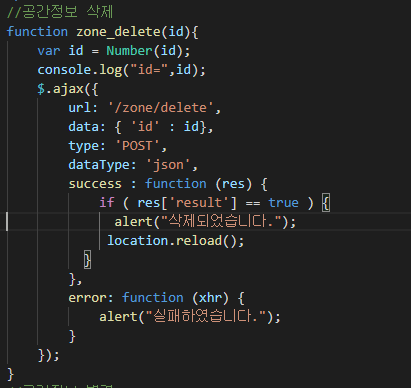 //공간정보 삭제
function zone_delete(id){
    var id = Number(id);
    console.log("id=",id);
    $.ajax({
        url: '/zone/delete',
        data: { 'id' : id},
        type: 'POST',
        dataType: 'json',
        success : function (res) {
            if ( res['result'] == true ) {
              alert("삭제되었습니다.");
             location.reload();
          }
        },
        error: function (xhr) {
            alert("실패하였습니다.");
        }
    });
}